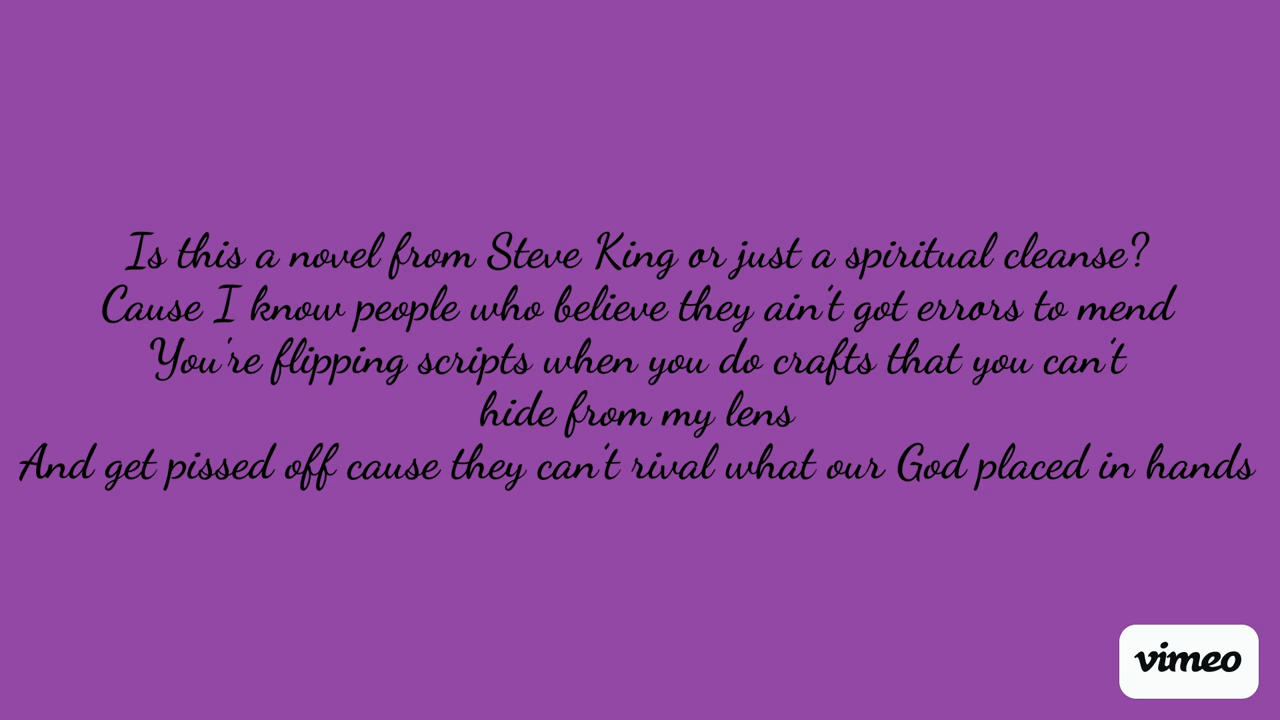 Is this a novel from Steve King or just a spiritual cleanse?
Cause I know people who believe they ain't got errors to mend
You're flipping scripts when you do crafts that you can't
hide from my lens
And get pissed off cause they can't rival what our God placed in hands
vimeo